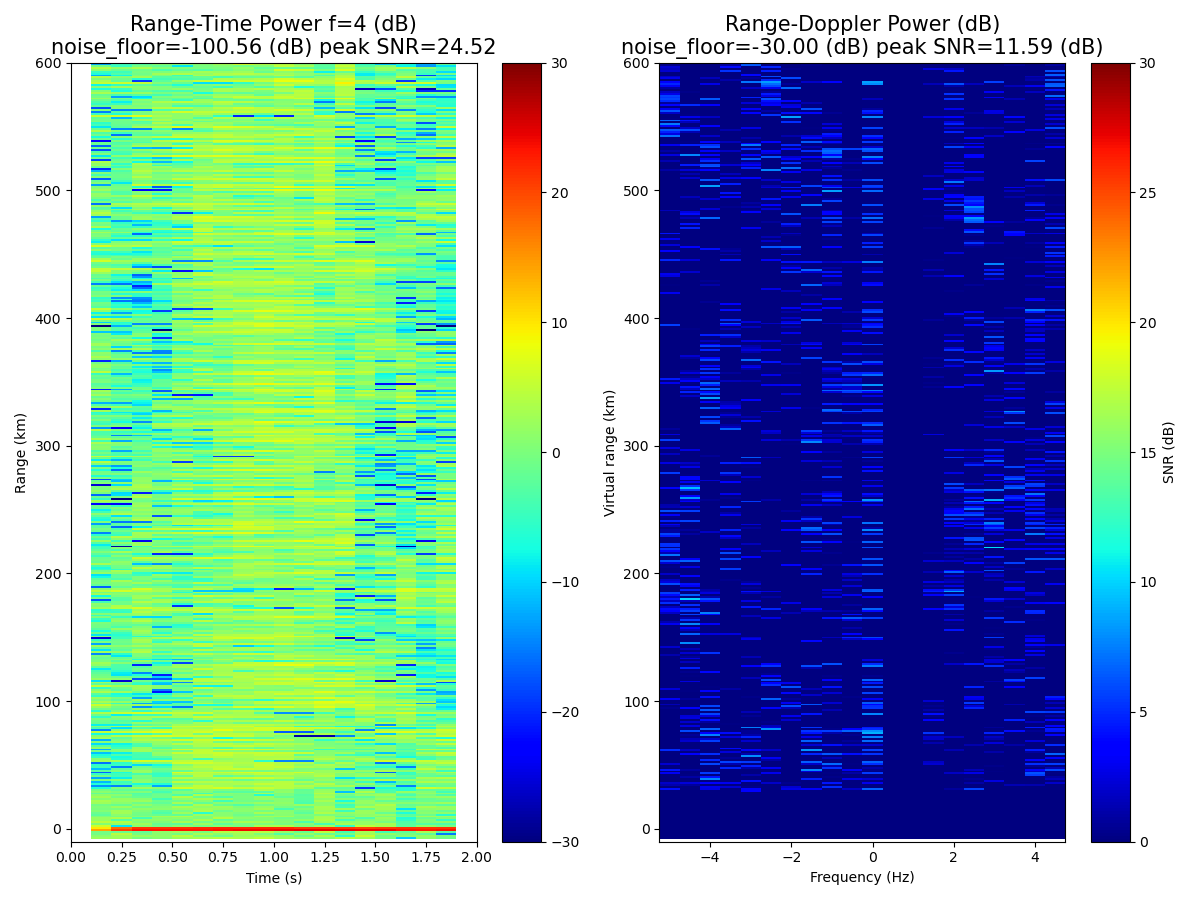 Range-Time Power f=4 (dB)
noise_floor=-100.56 (dB) peak SNR=24.52
600
500
400
300
200
100
0
Range (km)
0.00 0.25 0.50 0.75 1.00 1.25 1.50 1.75 2.00
Time (s)
30
20
10
0
−10
−20
−30
Range-Doppler Power (dB)
noise_floor=-30.00 (dB) peak SNR=11.59 (dB)
600
500
400
300
200
100
0
Virtual range (km)
−4 −2 0 2 4
Frequency (Hz)
30
25
20
15
10
5
0
SNR (dB)